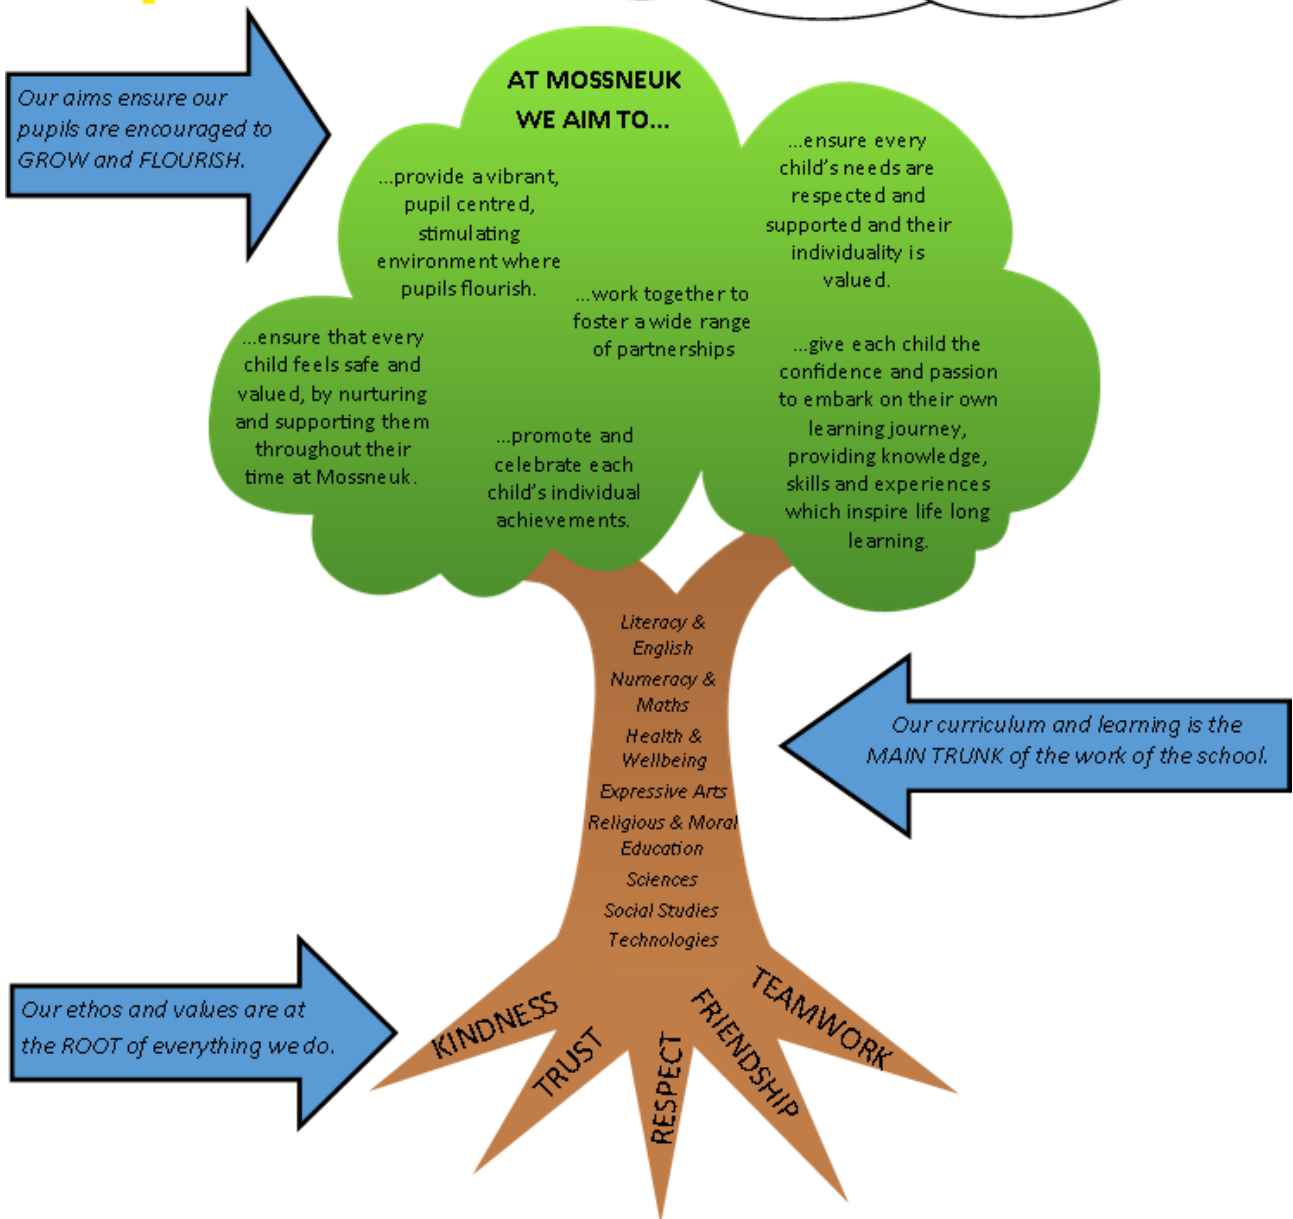 AT MOSSNEUK
WE AIM TO...
Our aims ensure our
pupils are encouraged to
GROW and FLOURISH.
...provide a vibrant,
pupil centred,
stimulating
environment where
pupils flourish.
...ensure every
child's needs are
respected and
supported and their
individuality is
valued.
...work together to
foster a wide range
of partnerships
...ensure that every
child feels safe and
valued, by nurturing
and supporting them
throughout their
time at Mossneuk.
...give each child the
confidence and passion
to embark on their own
learning journey,
providing knowledge,
skills and experiences
which inspire life long
learning.
...promote and
celebrate each
child's individual
achievements.
Literacy &
English
Numeracy &
Maths
Health &
Wellbeing
Expressive Arts
Religious & Moral
Education
Sciences
Social Studies
Technologies
Our curriculum and learning is the
MAIN TRUNK of the work of the school.
Our ethos and values are at
the ROOT of everything we do.
KINDNESS
TRUST
RESPECT
FRIENDSHIP
TEAMWORK